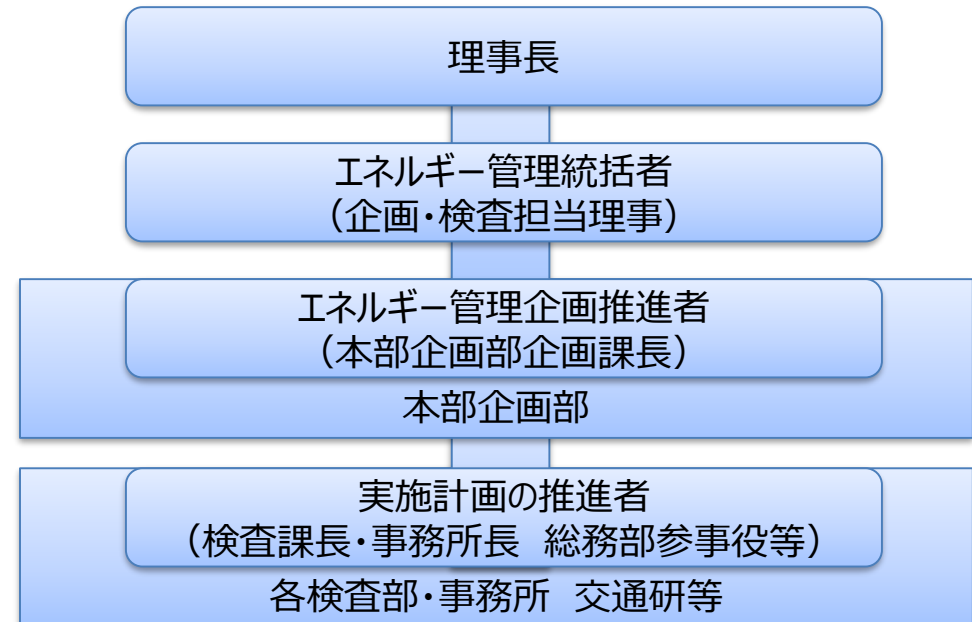 理事長
エネルギー管理統括者
（企画・検査担当理事）
エネルギー管理企画推進者
（本部企画部企画課長）
本部企画部
実施計画の推進者
（検査課長・事務所長　総務部参事役等）
各検査部・事務所　交通研等